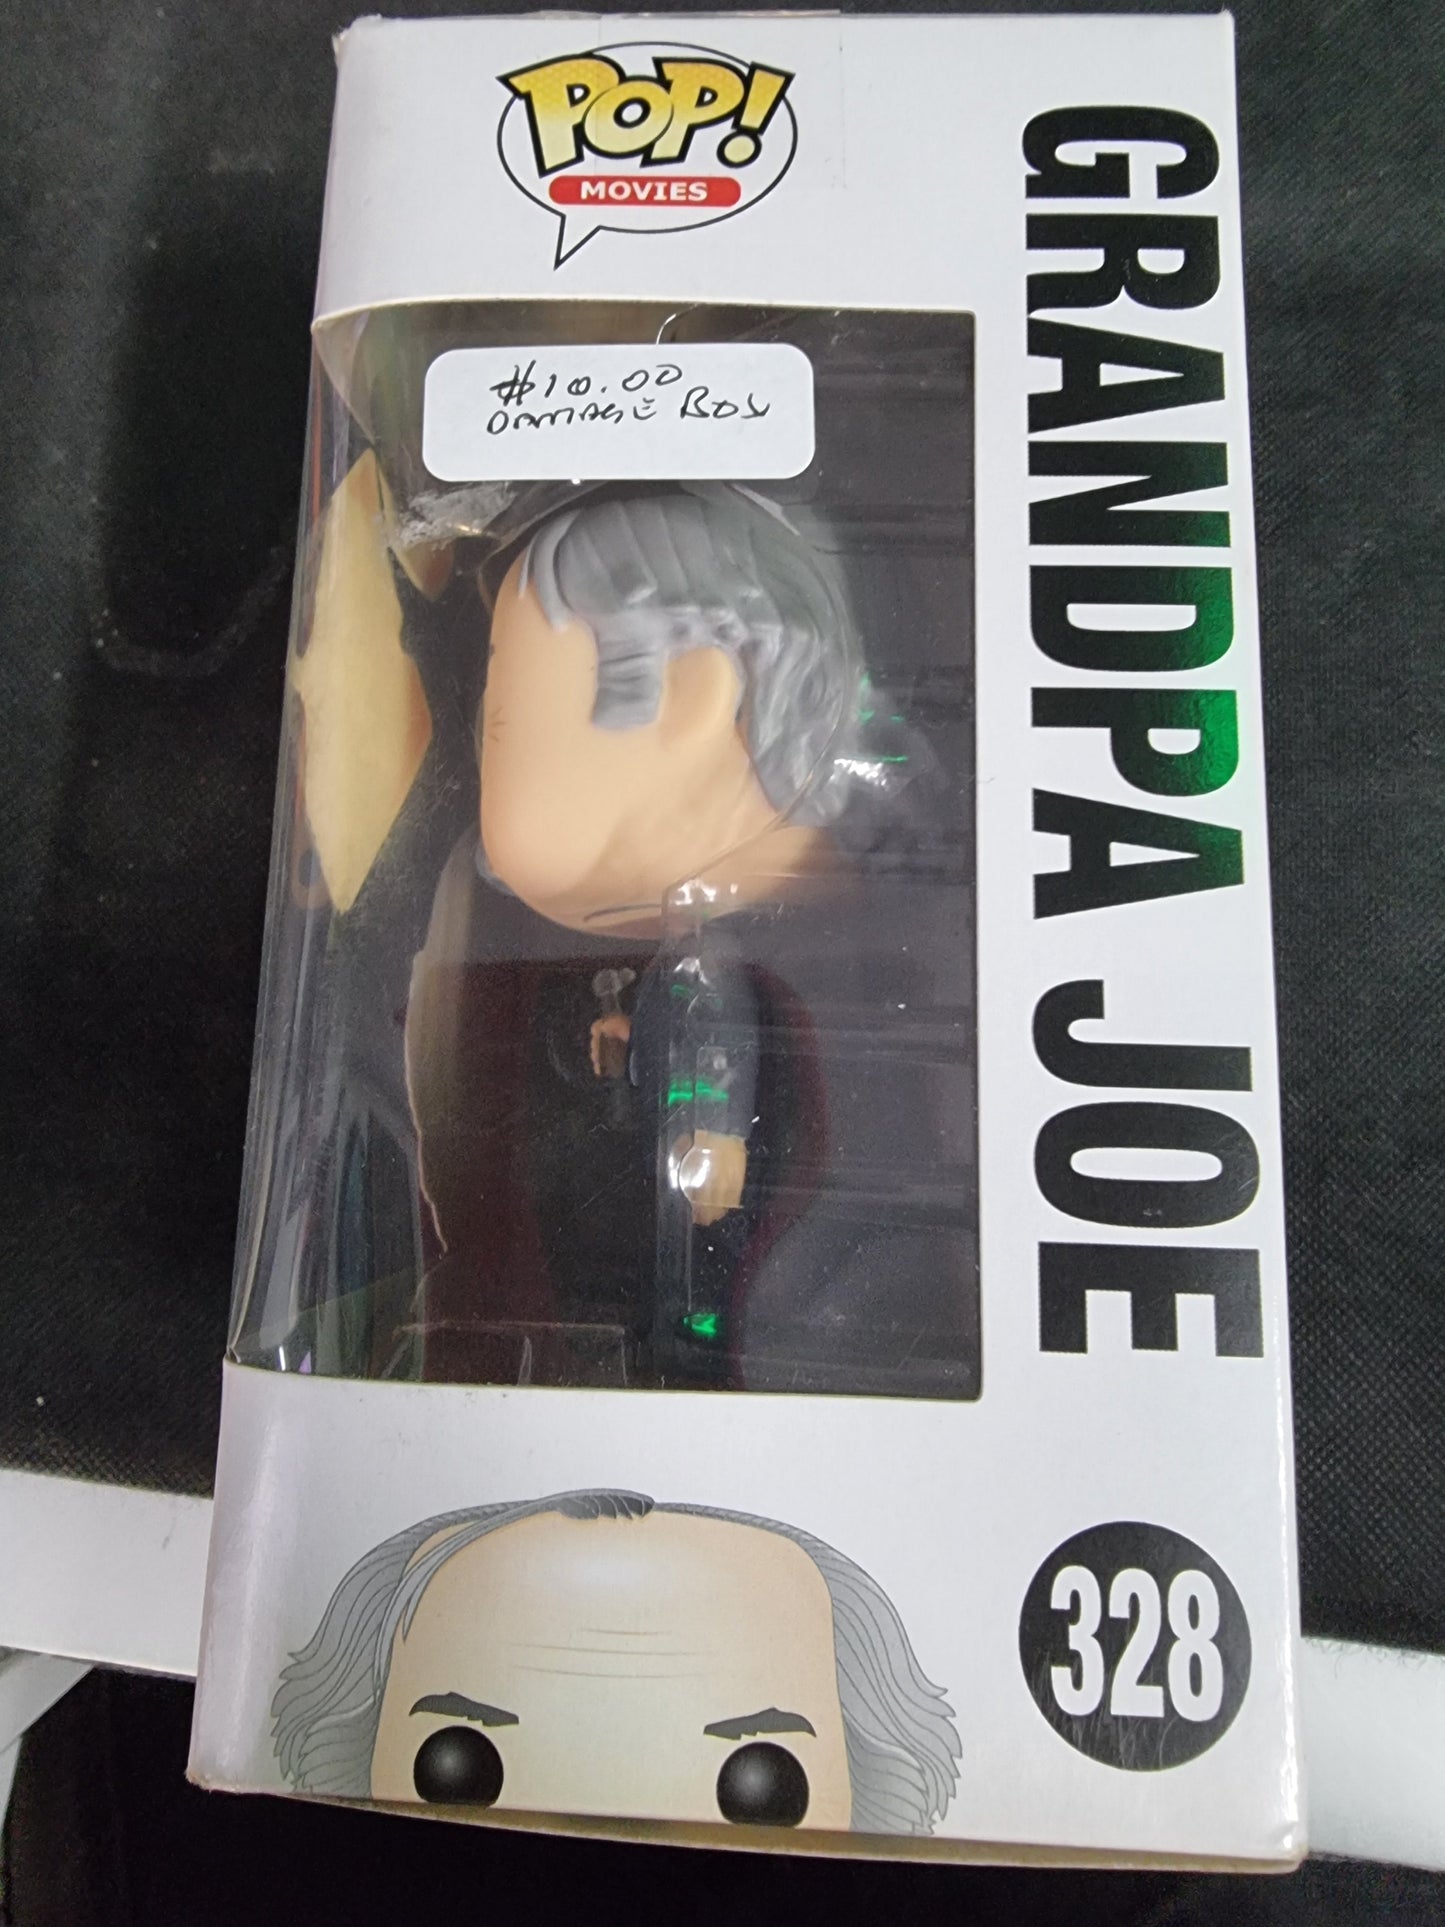 POP!
MOVIES
$10.00
DAMAGE BOX
GRANDPA JOE
328